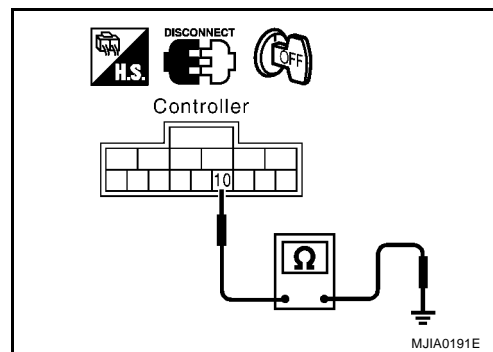 DISCONNECT
H.S.
OFF
Controller
10
Ω
MJIA0191E